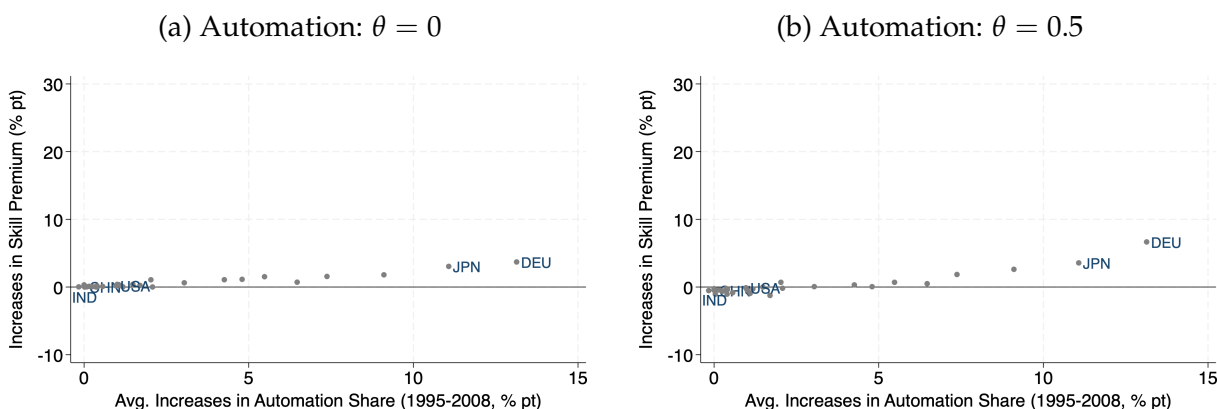 (a) Automation: θ = 0
Increases in Skill Premium (% pt)
30
20
10
0
-10
IND
CHN
USA
JPN
DEU
0 5 10 15
Avg. Increases in Automation Share (1995-2008, % pt)
(b) Automation: θ = 0.5
Increases in Skill Premium (% pt)
30
20
10
0
-10
IND
CHN
USA
JPN
DEU
0 5 10 15
Avg. Increases in Automation Share (1995-2008, % pt)